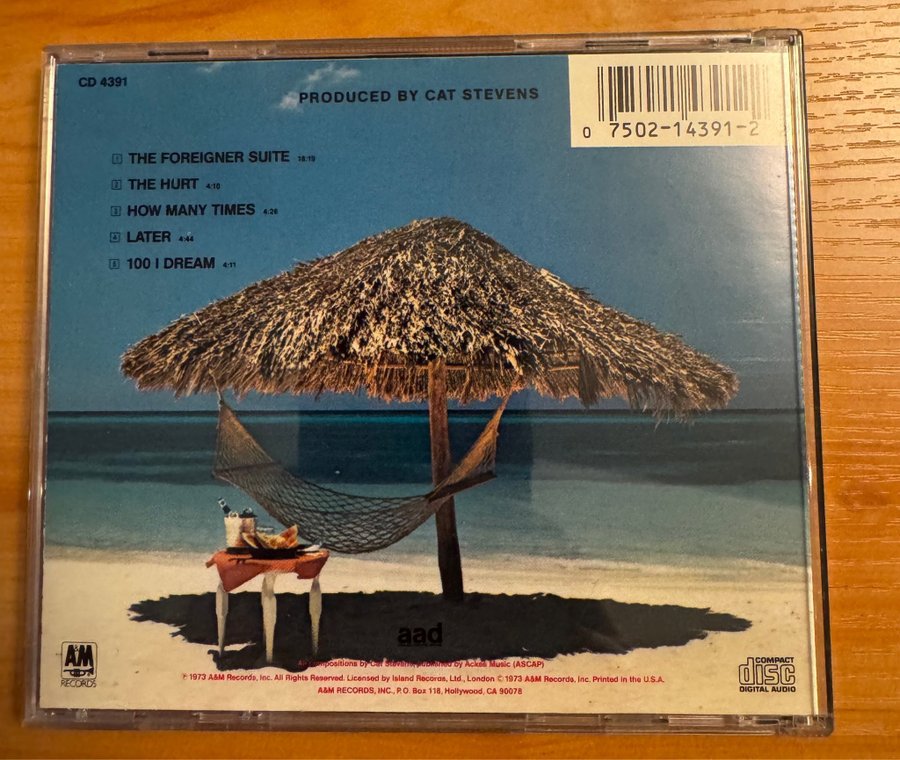 CD 4391
PRODUCED BY CAT STEVENS
0 7502-14391-2
1 THE FOREIGNER SUITE 18:19
2 THE HURT 4:10
3 HOW MANY TIMES 4:26
4 LATER 4:44
5 100 I DREAM 4:11
aad
All compositions by Cat Stevens, published by Ackee Music (ASCAP)
℗ 1973 A&M Records, Inc. All Rights Reserved. Licensed by Island Records, Ltd., London © 1973 A&M Records, Inc. Printed in the U.S.A.
A&M RECORDS, INC., P.O. Box 118, Hollywood, CA 90078
A&M
RECORDS
COMPACT
disc
DIGITAL AUDIO